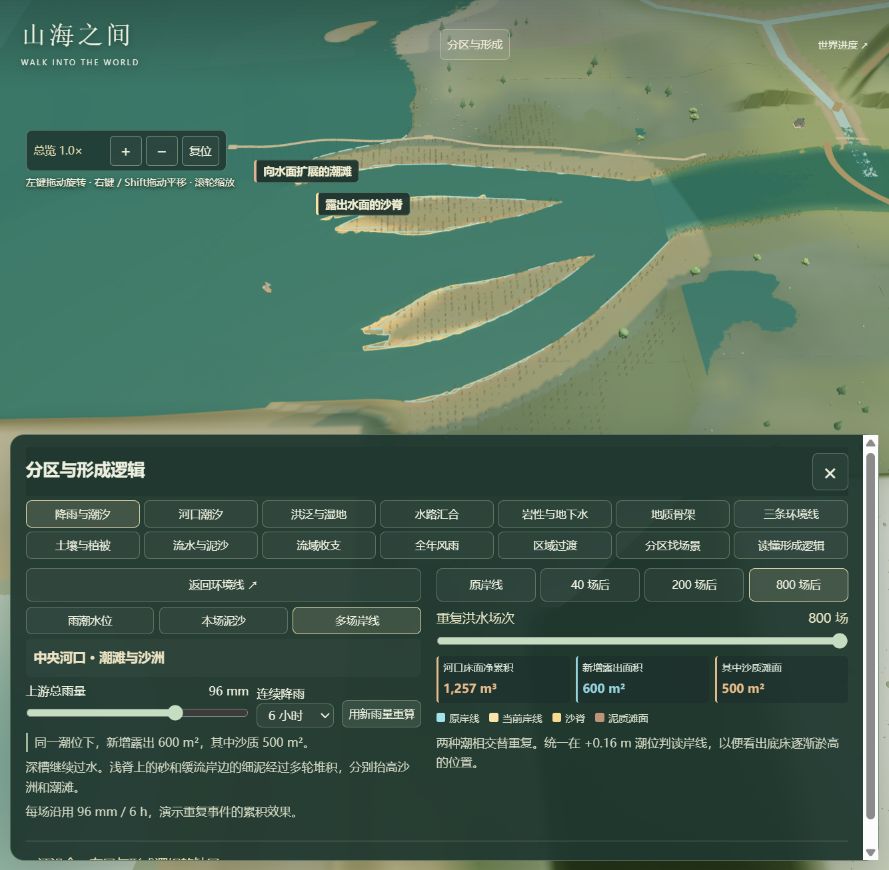 山海之间
WALK INTO THE WORLD
分区与形成
世界进度 ↗
总览 1.0×
+
−
复位
左键拖动旋转 · 右键 / Shift拖动平移 · 滚轮缩放
向水面扩展的潮滩
露出水面的沙脊
分区与形成逻辑
×
降雨与潮汐
河口潮汐
洪泛与湿地
水路汇合
岩性与地下水
地质骨架
三条环境线
土壤与植被
流水与泥沙
流域收支
全年风雨
区域过渡
分区找场景
读懂形成逻辑
返回环境线 ↗
雨潮水位
本场泥沙
多场岸线
中央河口 · 潮滩与沙洲
上游总雨量
96 mm
连续降雨
6 小时
用新雨量重算
同一潮位下，新增露出 600 m²，其中沙质 500 m²。
深槽继续过水。浅脊上的砂和缓流岸边的细泥经过多轮堆积，分别抬高沙
洲和潮滩。
每场沿用 96 mm / 6 h，演示重复事件的累积效果。
原岸线
40 场后
200 场后
800 场后
重复洪水场次
800 场
河口床面净累积
1,257 m³
新增露出面积
600 m²
其中沙质滩面
500 m²
原岸线
当前岸线
沙脊
泥质滩面
两种潮相交替重复。统一在 +0.16 m 潮位判读岸线，以便看出底床逐渐淤高
的位置。